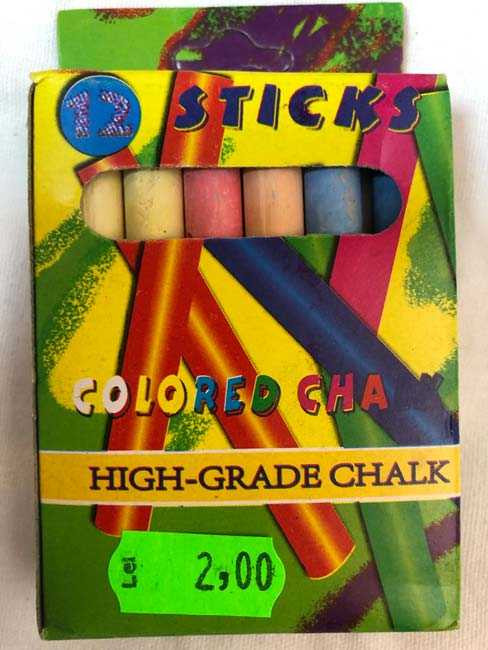 12 STICKS
COLORED CHALK
HIGH-GRADE CHALK
Lei 2,00